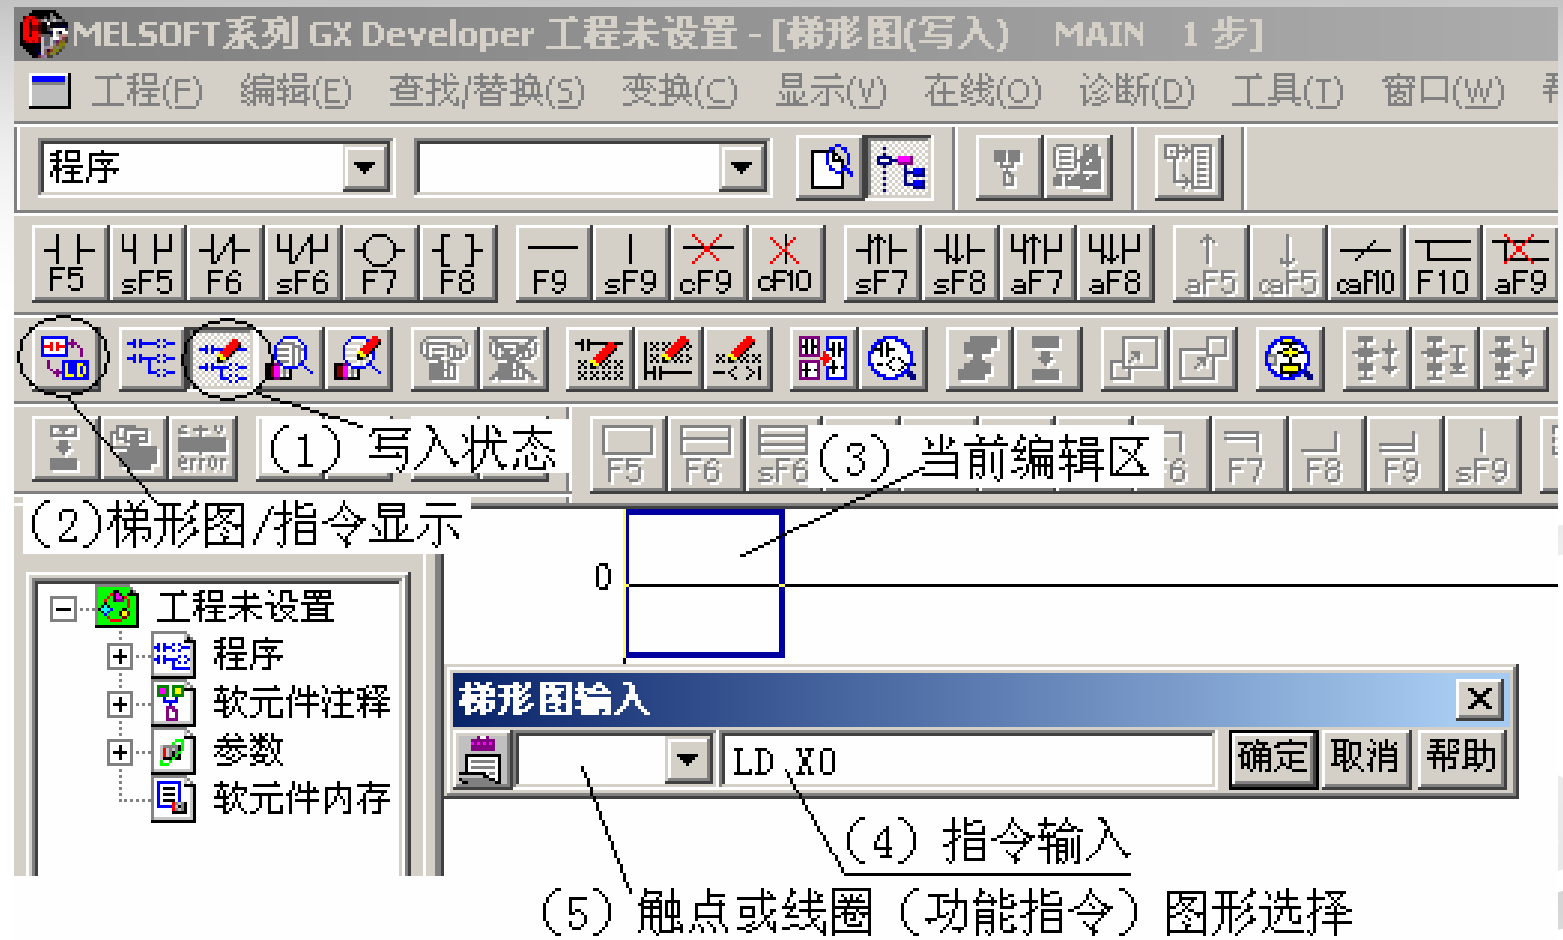 MELSOFT系列 GX Developer 工程未设置 - [梯形图(写入)    MAIN    1 步]
工程(F) 编辑(E) 查找/替换(S) 变换(C) 显示(V) 在线(O) 诊断(D) 工具(T) 窗口(W)
程序
F5 sF5 F6 sF6 F7 F8 F9 sF9 cF9 cF10 sF7 sF8 aF7 aF8 aF5 caF5 caF10 F10 aF9
LD
error (1) 写入状态 F5 F6 sF6 (3) 当前编辑区 6 F7 F8 F9 sF9
(2)梯形图/指令显示
0
工程未设置
程序
软元件注释
参数
软元件内存
梯形图输入
LD X0 确定 取消 帮助
(4) 指令输入
(5) 触点或线圈（功能指令）图形选择